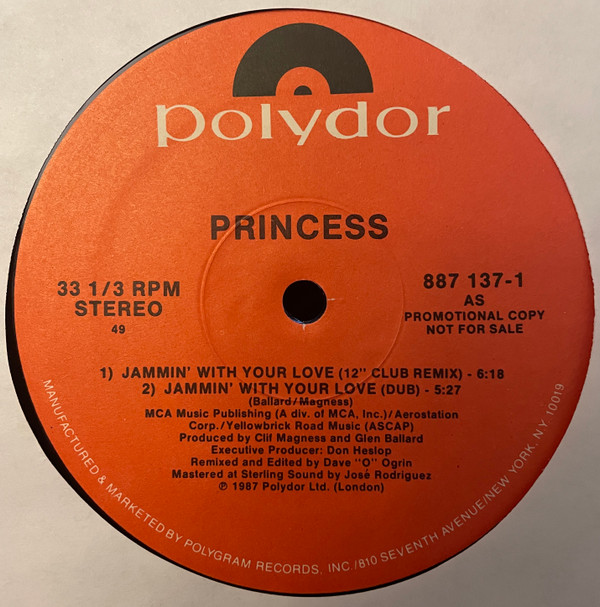 polydor
PRINCESS
33 1/3 RPM
STEREO
49
887 137-1
AS
PROMOTIONAL COPY
NOT FOR SALE
1) JAMMIN' WITH YOUR LOVE (12" CLUB REMIX) - 6:18
2) JAMMIN' WITH YOUR LOVE (DUB) - 5:27
(Ballard/Magness)
MCA Music Publishing (A div. of MCA, Inc.)/Aerostation
Corp./Yellowbrick Road Music (ASCAP)
Produced by Clif Magness and Glen Ballard
Executive Producer: Don Heslop
Remixed and Edited by Dave "O" Ogrin
Mastered at Sterling Sound by José Rodriguez
℗ 1987 Polydor Ltd. (London)
MANUFACTURED & MARKETED BY POLYGRAM RECORDS, INC./810 SEVENTH AVENUE/NEW YORK, N.Y. 10019